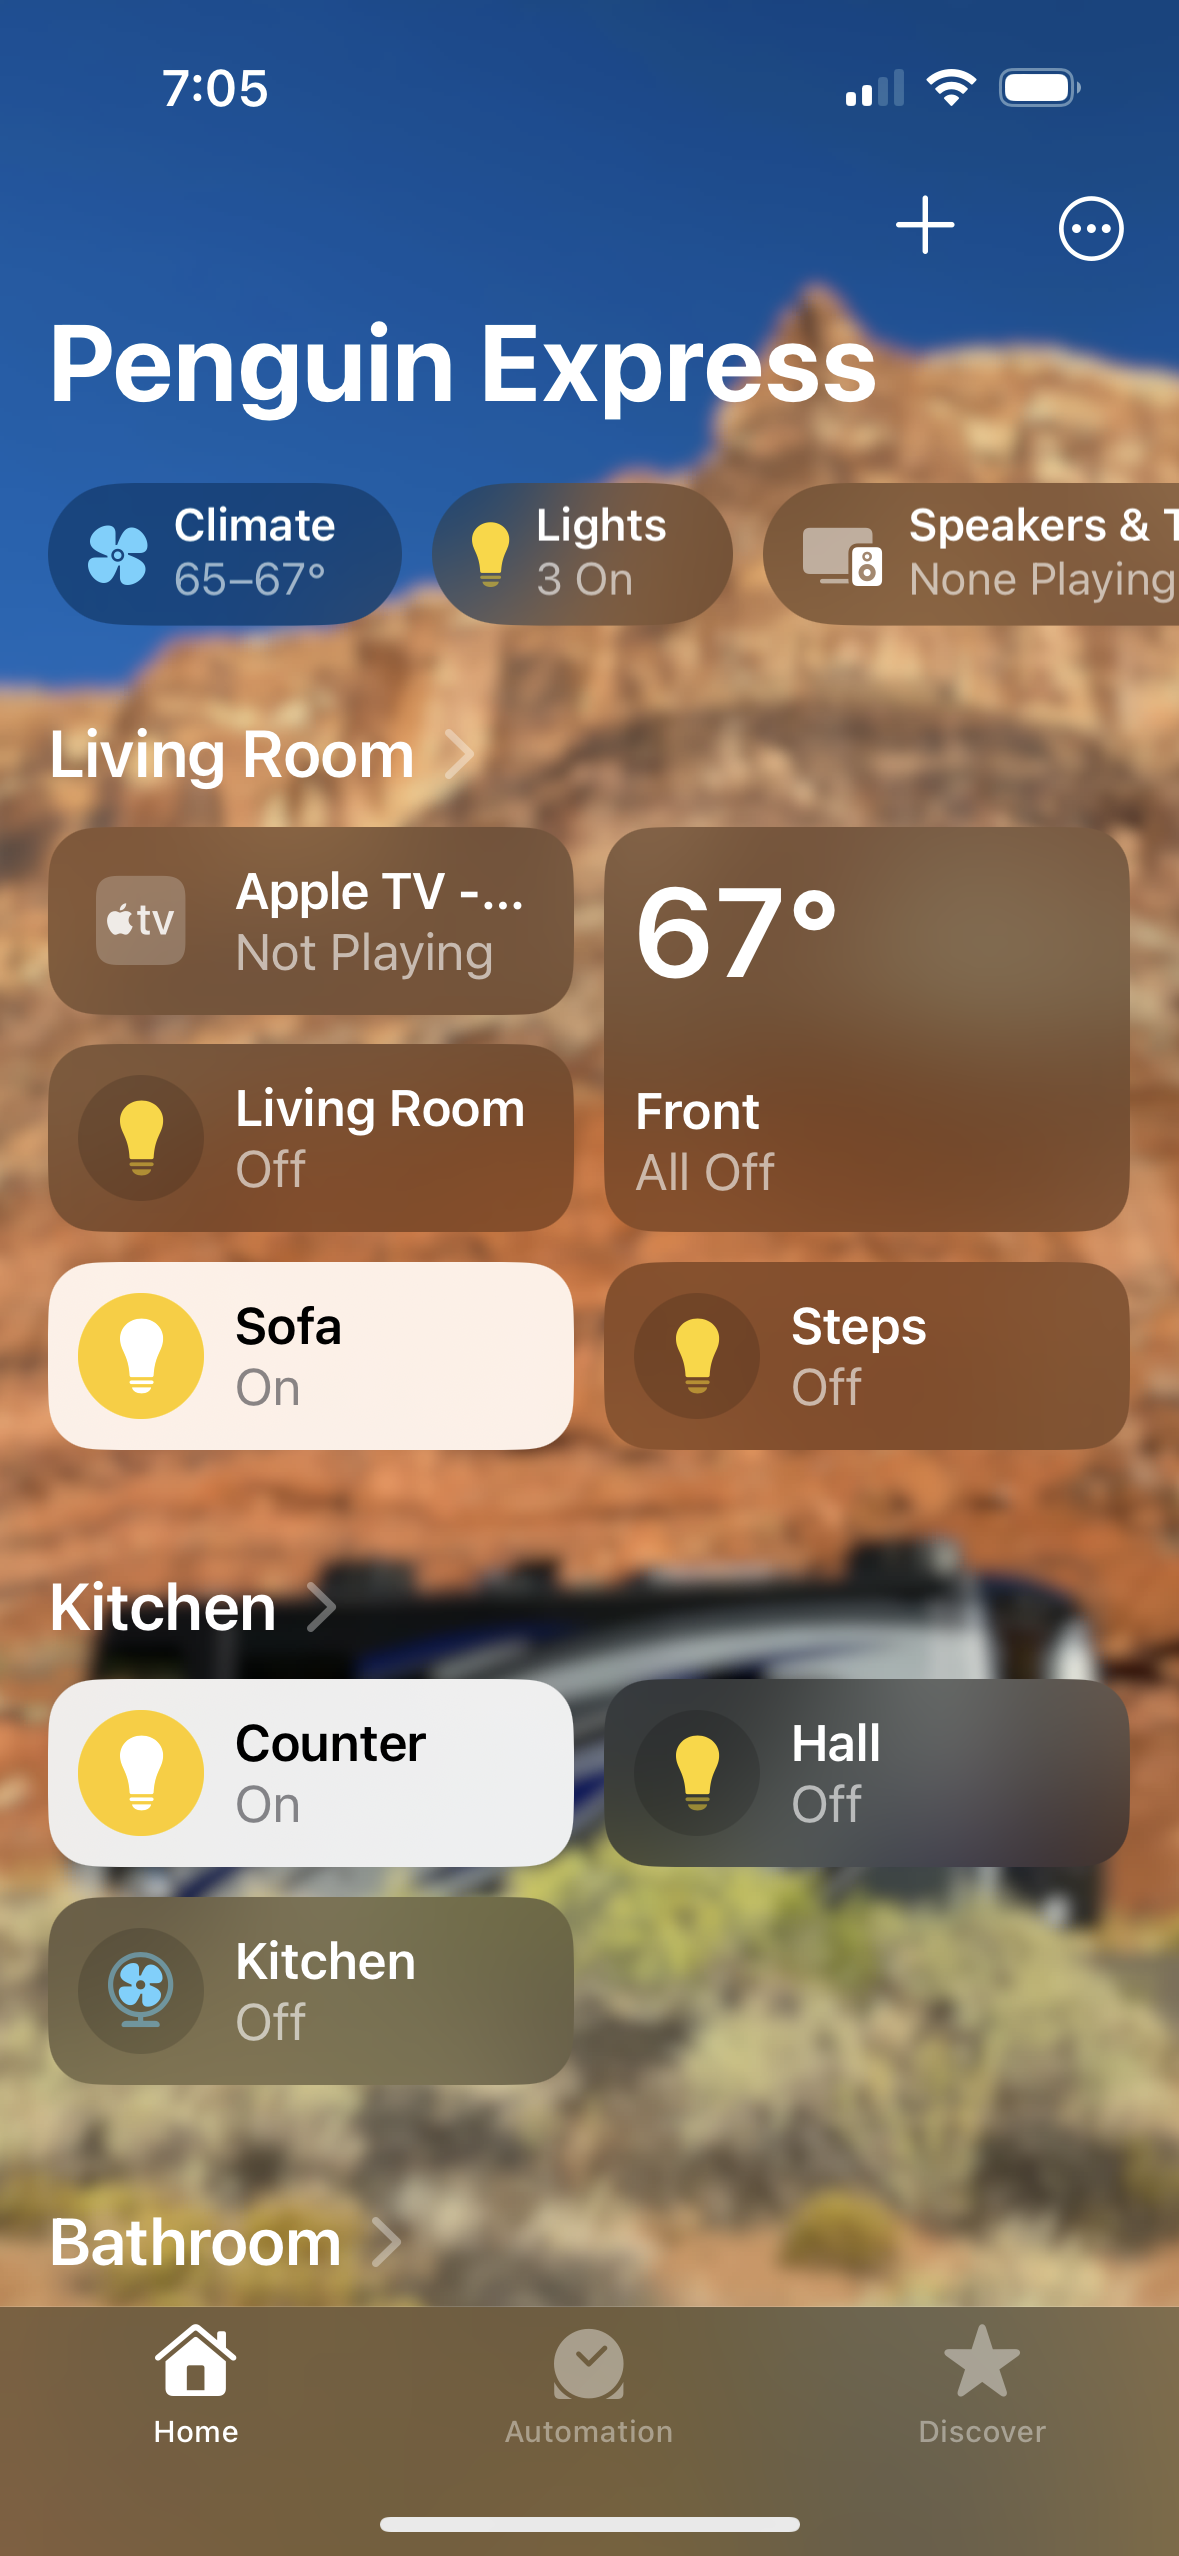 7:05
Penguin Express
Climate
65–67°
Lights
3 On
Speakers & T
None Playing
Living Room
tv
Apple TV -...
Not Playing
67°
Front
All Off
Living Room
Off
Sofa
On
Steps
Off
Kitchen
Counter
On
Hall
Off
Kitchen
Off
Bathroom
Home
Automation
Discover